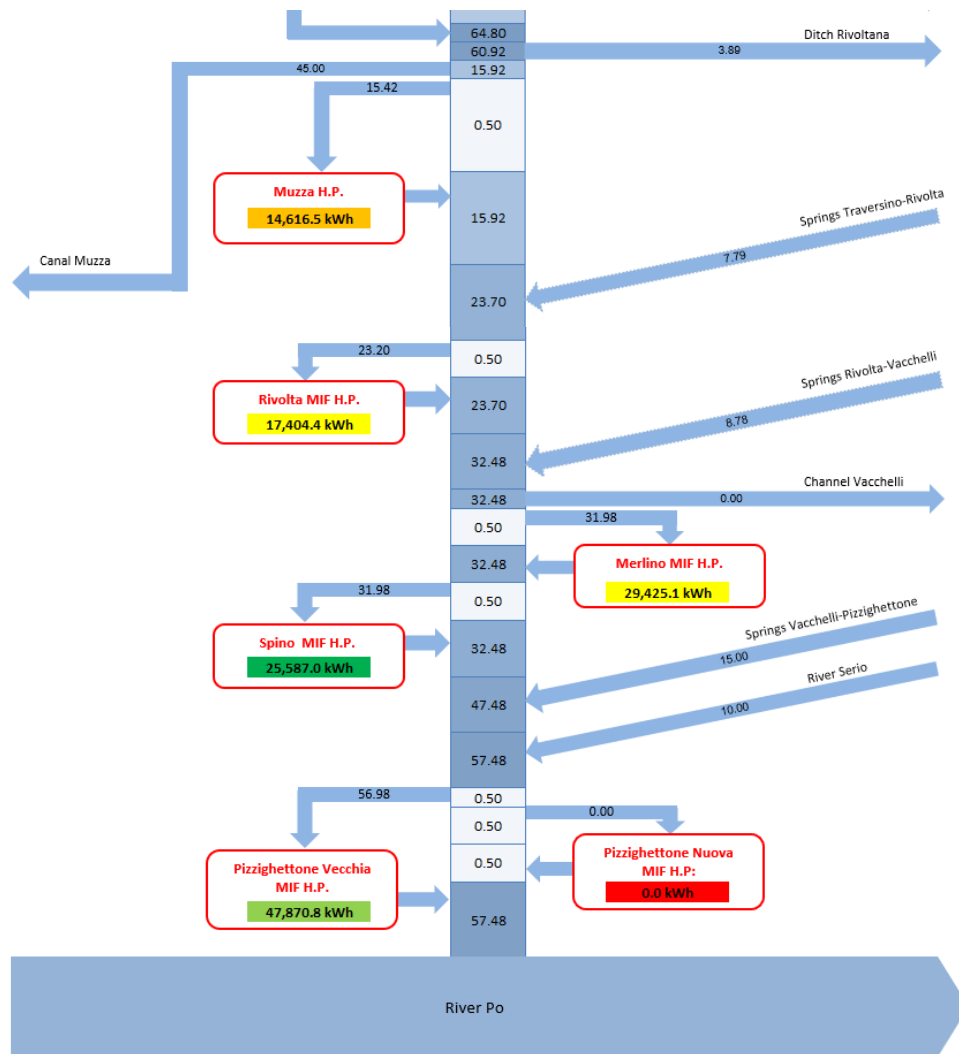 64.80
Ditch Rivoltana
60.92
3.89
45.00
15.92
15.42
0.50
Muzza H.P.
14,616.5 kWh
15.92
Springs Traversino-Rivolta
7.79
Canal Muzza
23.70
23.20
0.50
Springs Rivolta-Vacchelli
8.78
Rivolta MIF H.P.
17,404.4 kWh
23.70
32.48
Channel Vacchelli
32.48
0.00
0.50
31.98
Merlino MIF H.P.
29,425.1 kWh
32.48
31.98
0.50
Springs Vacchelli-Pizzighettone
15.00
Spino MIF H.P.
25,587.0 kWh
32.48
River Serio
10.00
47.48
57.48
56.98
0.50
0.00
0.50
0.50
Pizzighettone Vecchia
MIF H.P.
47,870.8 kWh
Pizzighettone Nuova
MIF H.P:
0.0 kWh
57.48
River Po